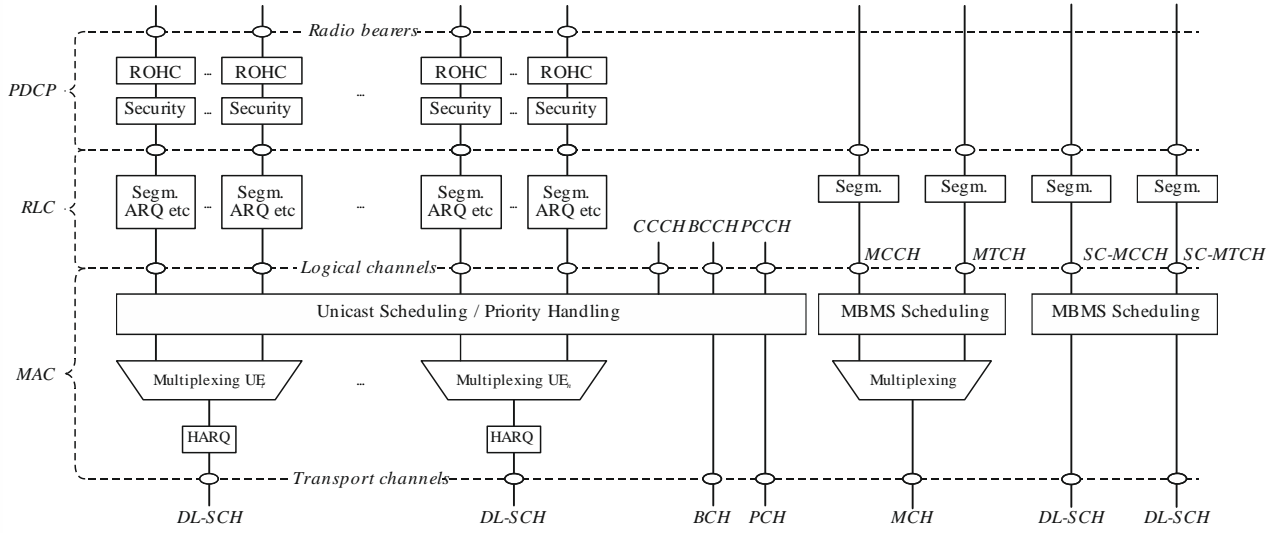 Radio bearers
ROHC ... ROHC ROHC ... ROHC
PDCP
...
Security ... Security Security ... Security
Segm. Segm. Segm. Segm.
Segm. ARQ etc ... Segm. ARQ etc ... Segm. ARQ etc ... Segm. ARQ etc
RLC
CCCH BCCH PCCH
MCCH MTCH SC-MCCH SC-MTCH
Logical channels
Unicast Scheduling / Priority Handling MBMS Scheduling MBMS Scheduling
MAC
Multiplexing UE ... Multiplexing UEn Multiplexing
HARQ HARQ
Transport channels
DL-SCH DL-SCH BCH PCH MCH DL-SCH DL-SCH